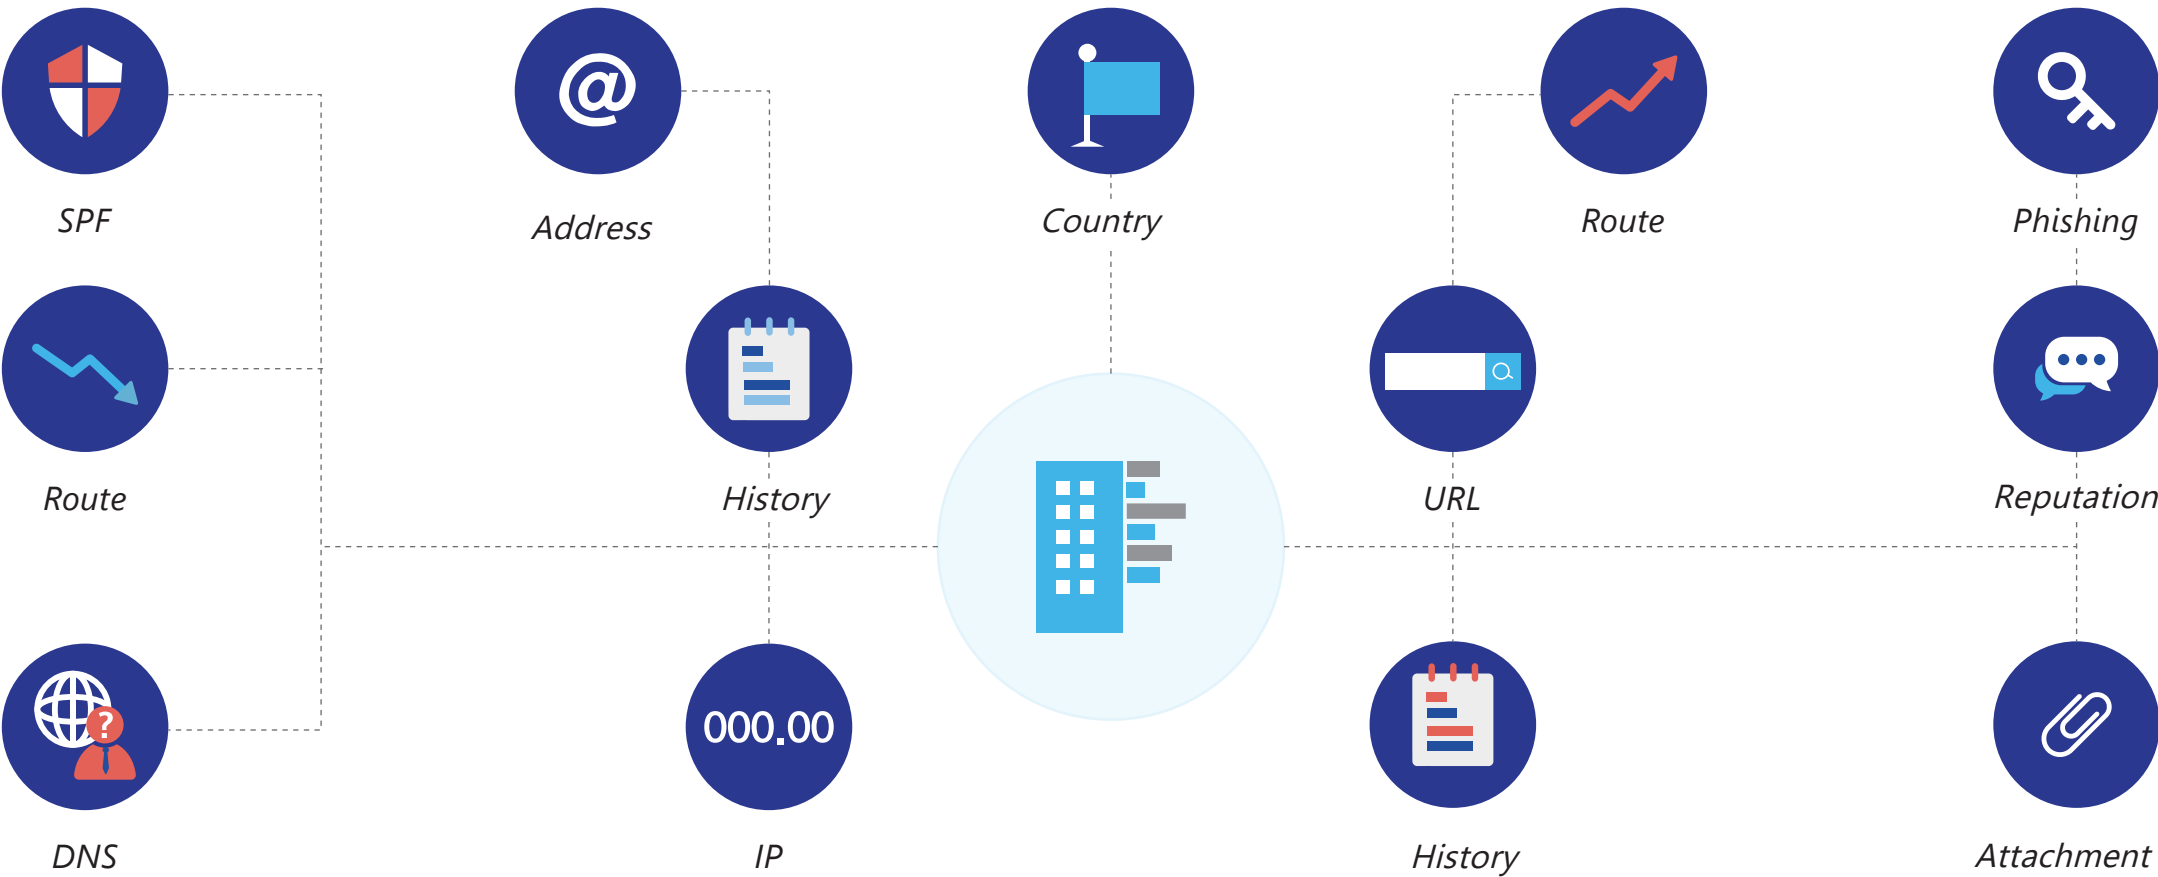 @
SPF
Address
Country
Route
Phishing
Route
History
URL
Reputation
?
000.00
DNS
IP
History
Attachment